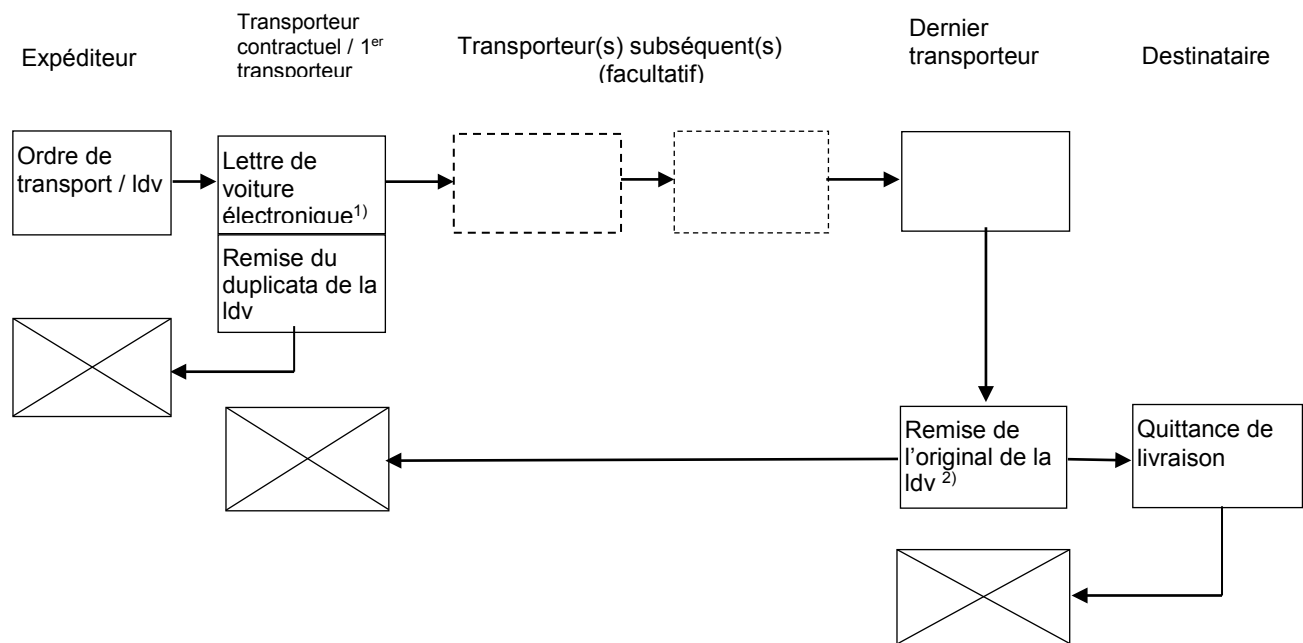 Expéditeur
Transporteur
contractuel / 1er
transporteur
Transporteur(s) subséquent(s)
(facultatif)
Dernier
transporteur
Destinataire
Ordre de
transport / ldv
Lettre de
voiture
électronique1)
Remise du
duplicata de la
ldv
Remise de
l'original de la
ldv 2)
Quittance de
livraison